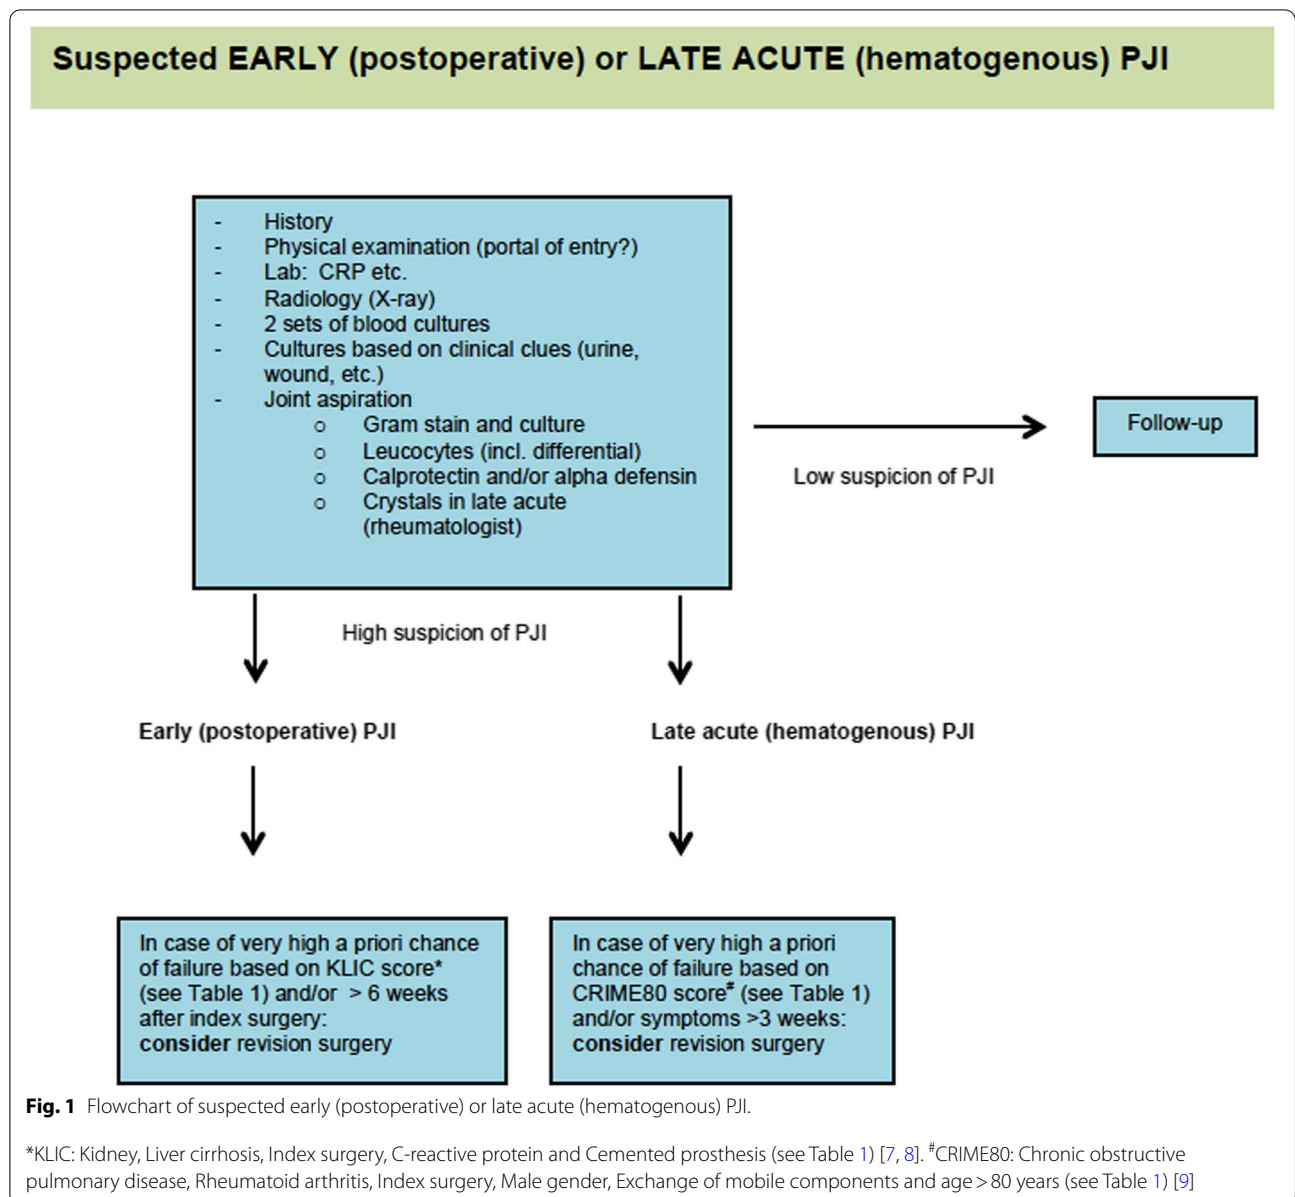 Suspected EARLY (postoperative) or LATE ACUTE (hematogenous) PJI
- History
- Physical examination (portal of entry?)
- Lab: CRP etc.
- Radiology (X-ray)
- 2 sets of blood cultures
- Cultures based on clinical clues (urine,
wound, etc.)
- Joint aspiration
o Gram stain and culture
o Leucocytes (incl. differential)
o Calprotectin and/or alpha defensin
o Crystals in late acute
(rheumatologist)
Follow-up
Low suspicion of PJI
High suspicion of PJI
Early (postoperative) PJI
Late acute (hematogenous) PJI
In case of very high a priori chance
of failure based on KLIC score*
(see Table 1) and/or > 6 weeks
after index surgery:
consider revision surgery
In case of very high a priori
chance of failure based on
CRIME80 score# (see Table 1)
and/or symptoms >3 weeks:
consider revision surgery
Fig. 1 Flowchart of suspected early (postoperative) or late acute (hematogenous) PJI.
*KLIC: Kidney, Liver cirrhosis, Index surgery, C-reactive protein and Cemented prosthesis (see Table 1) [7, 8]. #CRIME80: Chronic obstructive
pulmonary disease, Rheumatoid arthritis, Index surgery, Male gender, Exchange of mobile components and age > 80 years (see Table 1) [9]